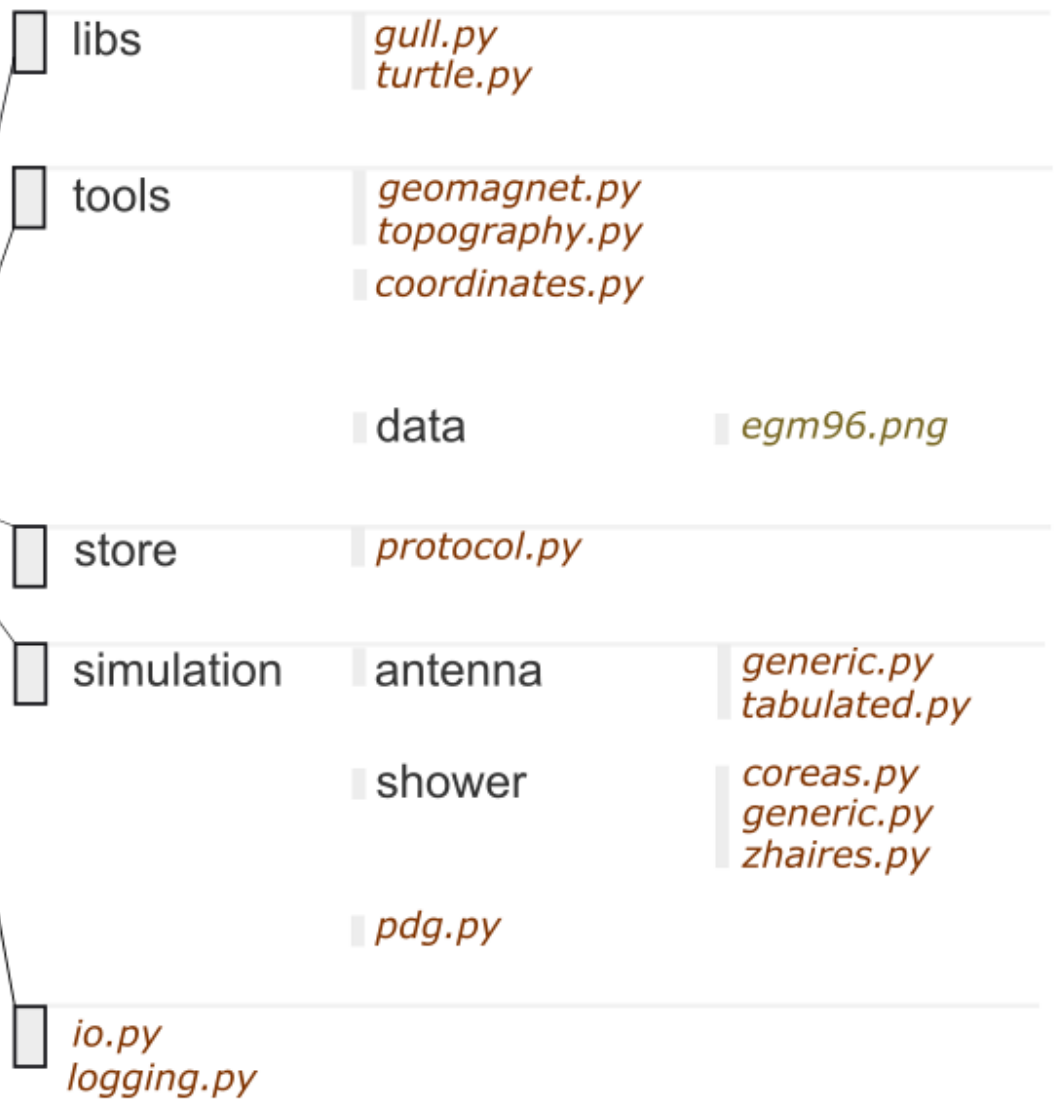 libs
gull.py
turtle.py
tools
geomagnet.py
topography.py
coordinates.py
data
egm96.png
store
protocol.py
simulation
antenna
generic.py
tabulated.py
shower
coreas.py
generic.py
zhaires.py
pdg.py
io.py
logging.py